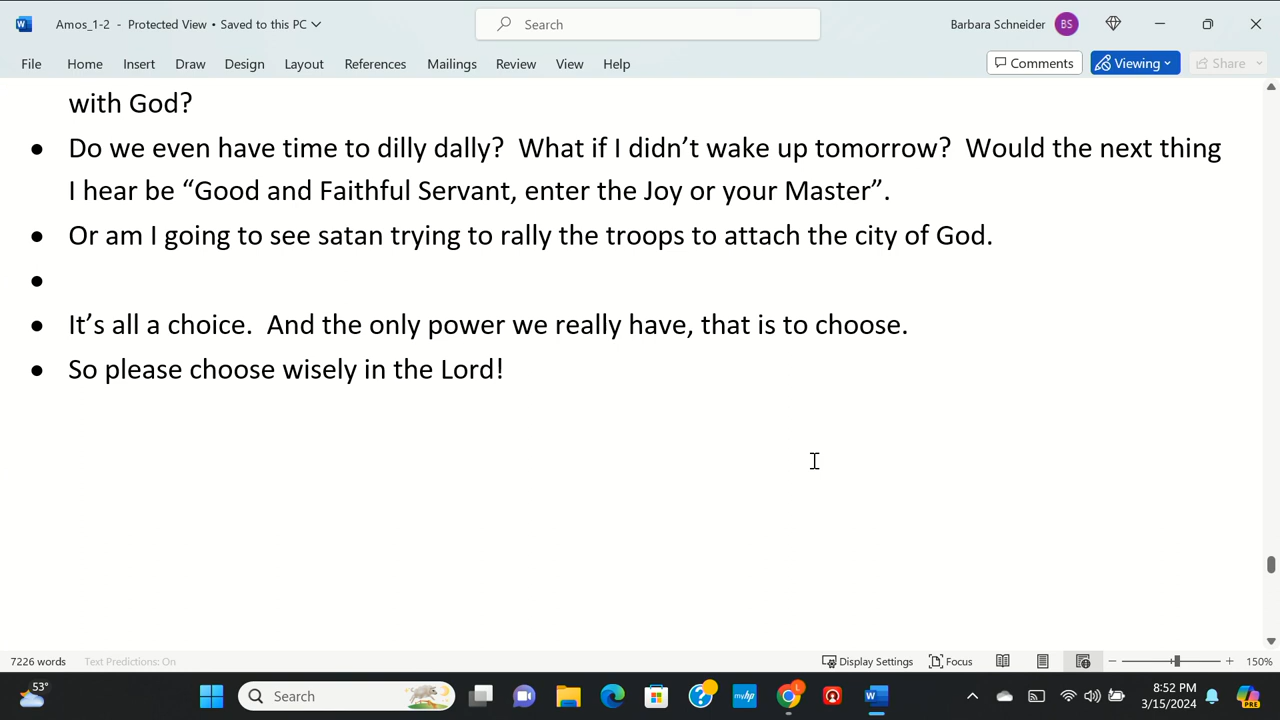 Amos_1-2 - Protected View • Saved to this PC
Search
Barbara Schneider
BS
File Home Insert Draw Design Layout References Mailings Review View Help
Comments
Viewing
Share
with God?
• Do we even have time to dilly dally?  What if I didn’t wake up tomorrow?  Would the next thing
I hear be “Good and Faithful Servant, enter the Joy or your Master”.
• Or am I going to see satan trying to rally the troops to attach the city of God.
•
• It’s all a choice.  And the only power we really have, that is to choose.
• So please choose wisely in the Lord!
7226 words
Text Predictions: On
Display Settings
Focus
150%
53°
Search
myhp
L
8:52 PM
3/15/2024
PRE